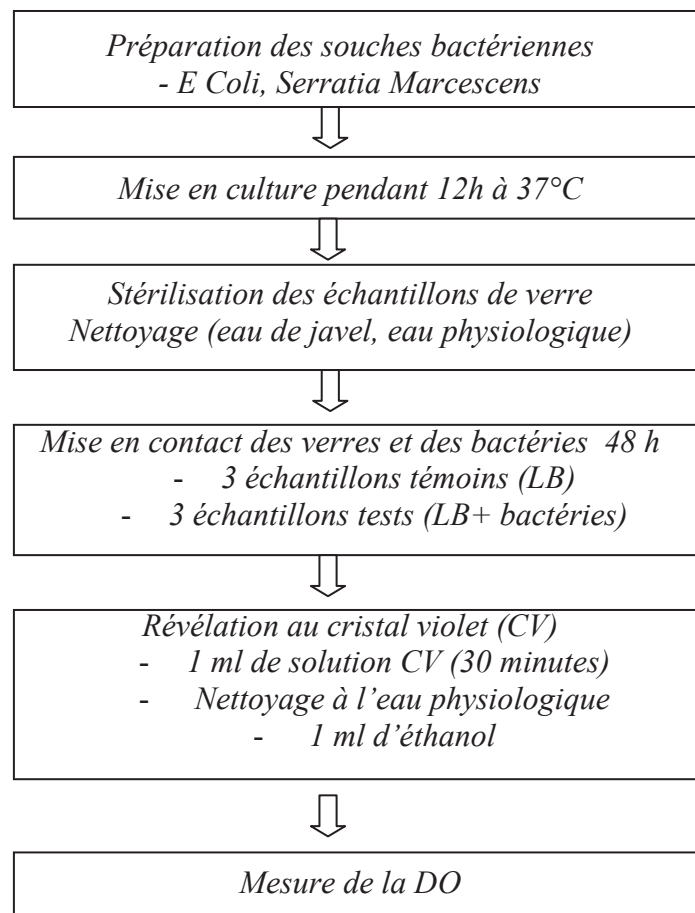 Préparation des souches bactériennes
- E Coli, Serratia Marcescens
Mise en culture pendant 12h à 37°C
Stérilisation des échantillons de verre
Nettoyage (eau de javel, eau physiologique)
Mise en contact des verres et des bactéries 48 h
- 3 échantillons témoins (LB)
- 3 échantillons tests (LB+ bactéries)
Révélation au cristal violet (CV)
- 1 ml de solution CV (30 minutes)
- Nettoyage à l’eau physiologique
- 1 ml d’éthanol
Mesure de la DO